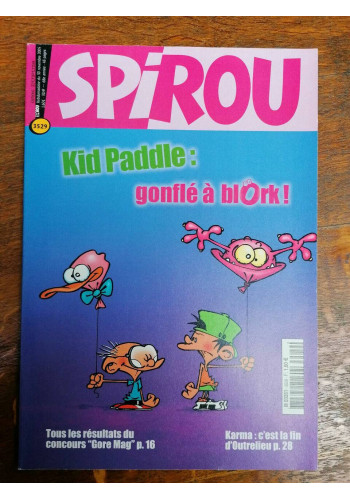 SPiROU
3529
Kid Paddle :
gonflé à blOrk !
Tous les résultats du
concours "Gore Mag" p. 16
Karma : c'est la fin
d'Outrelieu p. 28